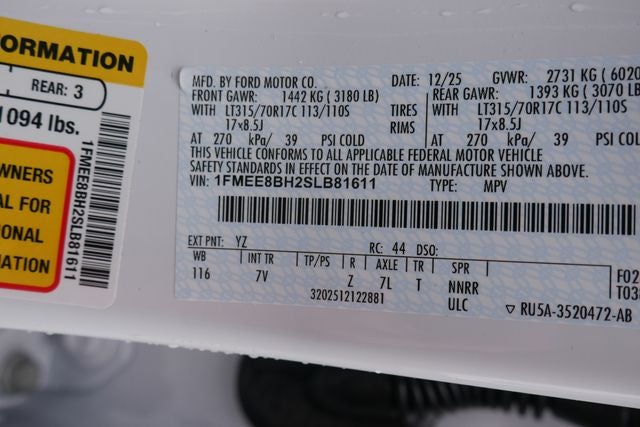 ORMATION
REAR: 3
1094 lbs.
WNERS
AL FOR
ONAL
ATION
1FMEE8BH2SLB81611
MFD. BY FORD MOTOR CO. DATE: 12/25 GVWR: 2731 KG ( 6020
FRONT GAWR: 1442 KG ( 3180 LB) REAR GAWR: 1393 KG ( 3070 LB
WITH LT315/70R17C 113/110S TIRES WITH LT315/70R17C 113/110S
17x8.5J RIMS 17x8.5J
AT 270 kPa/ 39 PSI COLD AT 270 kPa/ 39 PSI COL
THIS VEHICLE CONFORMS TO ALL APPLICABLE FEDERAL MOTOR VEHICLE
SAFETY STANDARDS IN EFFECT ON THE DATE OF MANUFACTURE SHOWN ABOVE.
VIN: 1FMEE8BH2SLB81611 TYPE: MPV
EXT PNT: YZ RC: 44 DSO:
WB INT TR TP/PS R AXLE TR SPR
116 7V Z 7L T NNRR
ULC
F02
T03
3202512122881
RU5A-3520472-AB